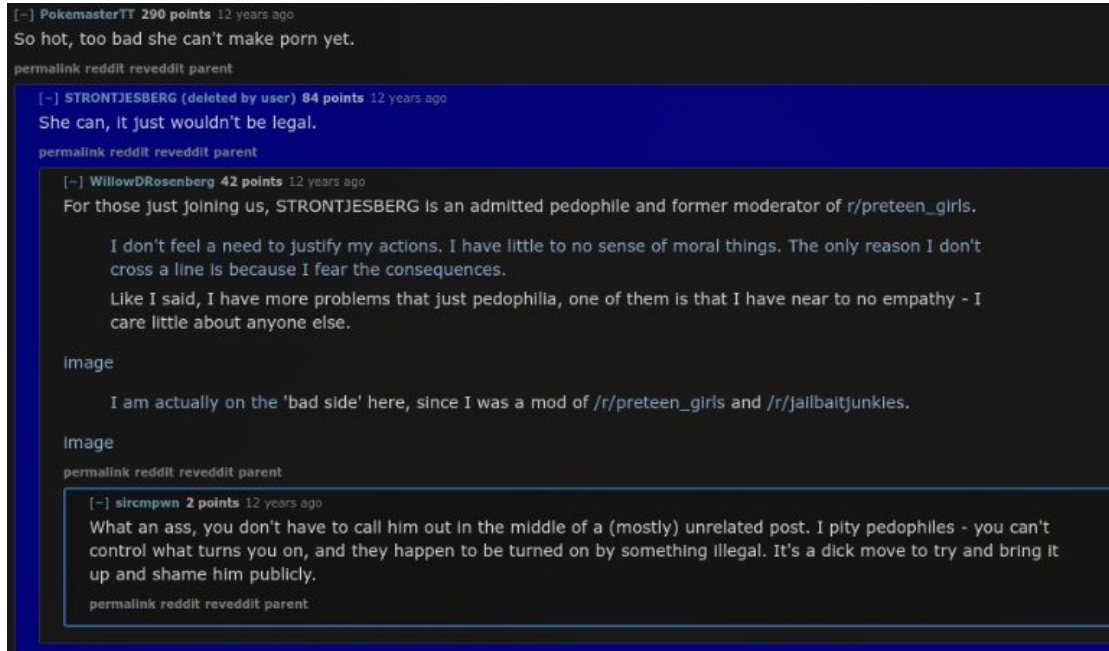 [-] PokemasterTT 290 points 12 years ago
So hot, too bad she can't make porn yet.
permalink reddit reveddit parent
[-] STRONTJESBERG (deleted by user) 84 points 12 years ago
She can, it just wouldn't be legal.
permalink reddit reveddit parent
[-] WillowDRosenberg 42 points 12 years ago
For those just joining us, STRONTJESBERG is an admitted pedophile and former moderator of r/preteen_girls.
I don't feel a need to justify my actions. I have little to no sense of moral things. The only reason I don't
cross a line is because I fear the consequences.
Like I said, I have more problems that just pedophilia, one of them is that I have near to no empathy - I
care little about anyone else.
image
I am actually on the 'bad side' here, since I was a mod of /r/preteen_girls and /r/jailbaitjunkies.
image
permalink reddit reveddit parent
[-] sircmpwn 2 points 12 years ago
What an ass, you don't have to call him out in the middle of a (mostly) unrelated post. I pity pedophiles - you can't
control what turns you on, and they happen to be turned on by something illegal. It's a dick move to try and bring it
up and shame him publicly.
permalink reddit reveddit parent